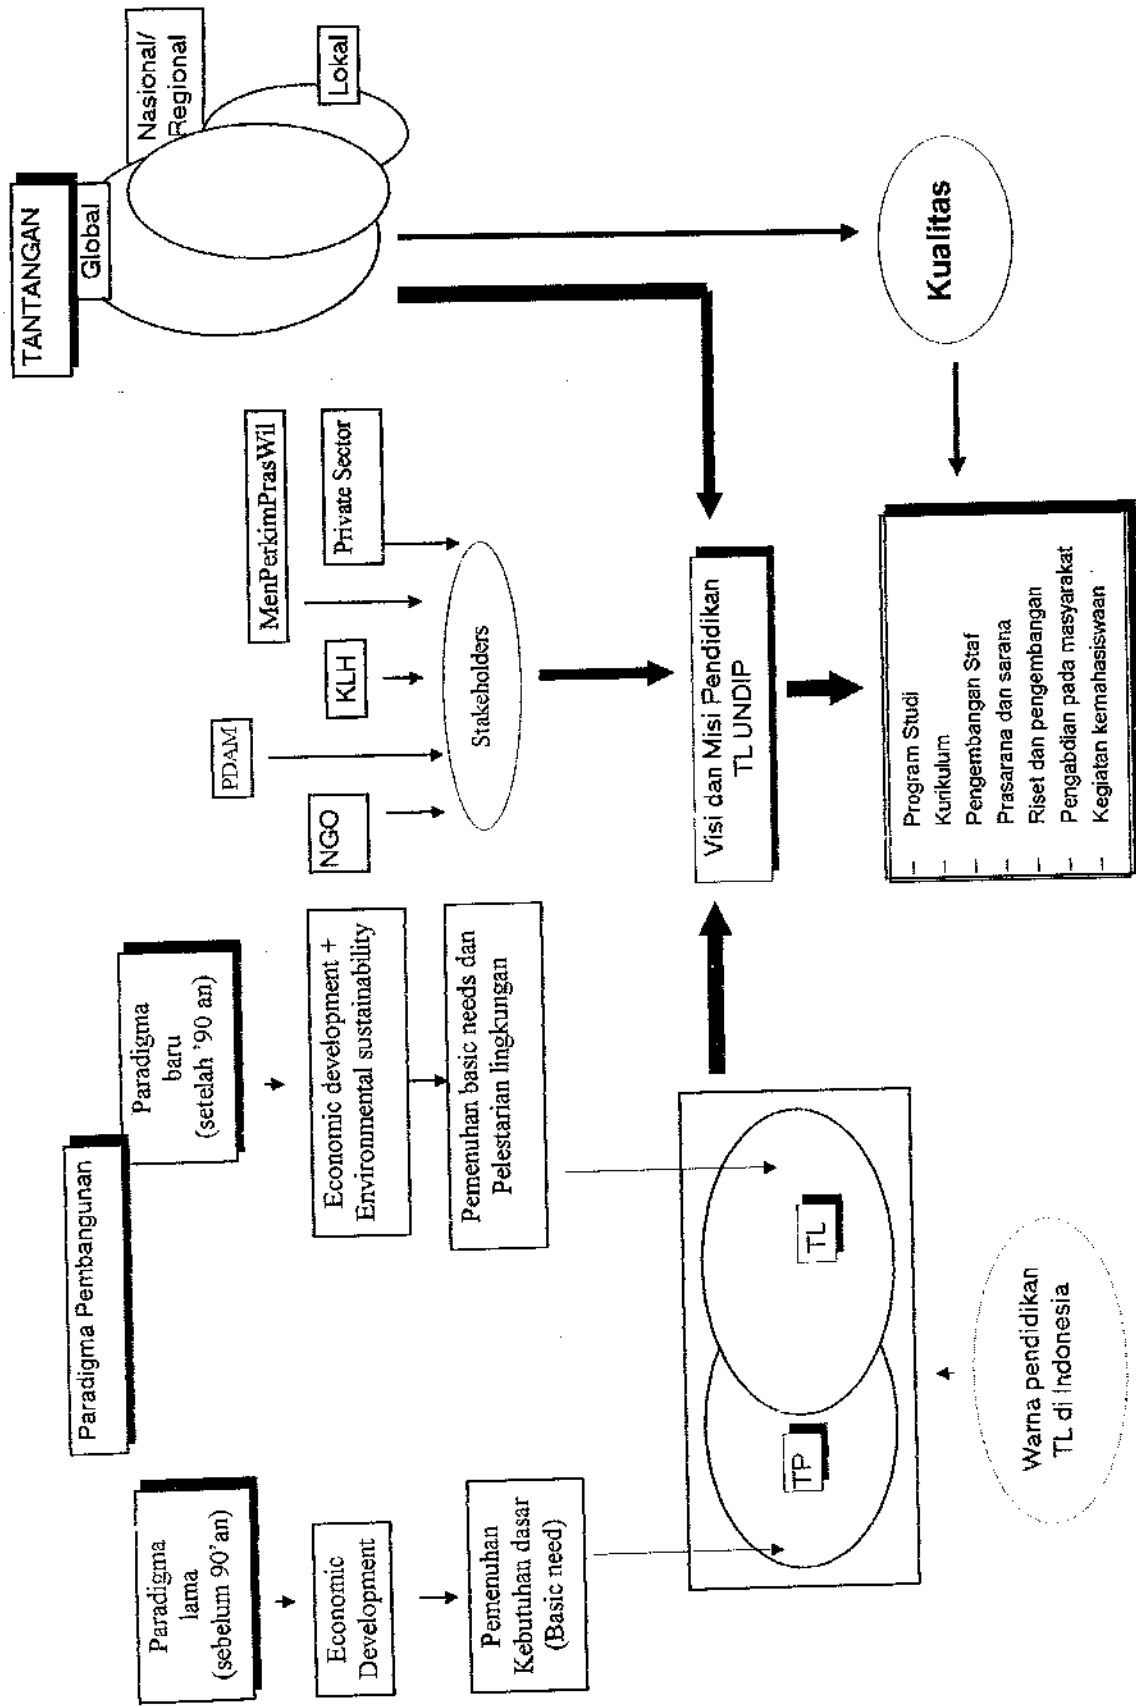 Paradigma Pembangunan
Paradigma
lama
(sebelum 90'an)
Economic
Development
Pemenuhan
Kebutuhan dasar
(Basic need)
Paradigma
baru
(setelah '90 an)
Economic development +
Environmental sustainability
Pemenuhan basic needs dan
Pelestarian lingkungan
TP
TL
Warna pendidikan
TL di Indonesia
NGO
PDAM
KLH
MenPerkimPrasWil
Private Sector
Stakeholders
TANTANGAN
Global
Nasional/
Regional
Lokal
Visi dan Misi Pendidikan
TL UNDIP
Kualitas
– Program Studi
– Kurikulum
– Pengembangan Staf
– Prasarana dan sarana
– Riset dan pengembangan
– Pengabdian pada masyarakat
– Kegiatan kemahasiswaan